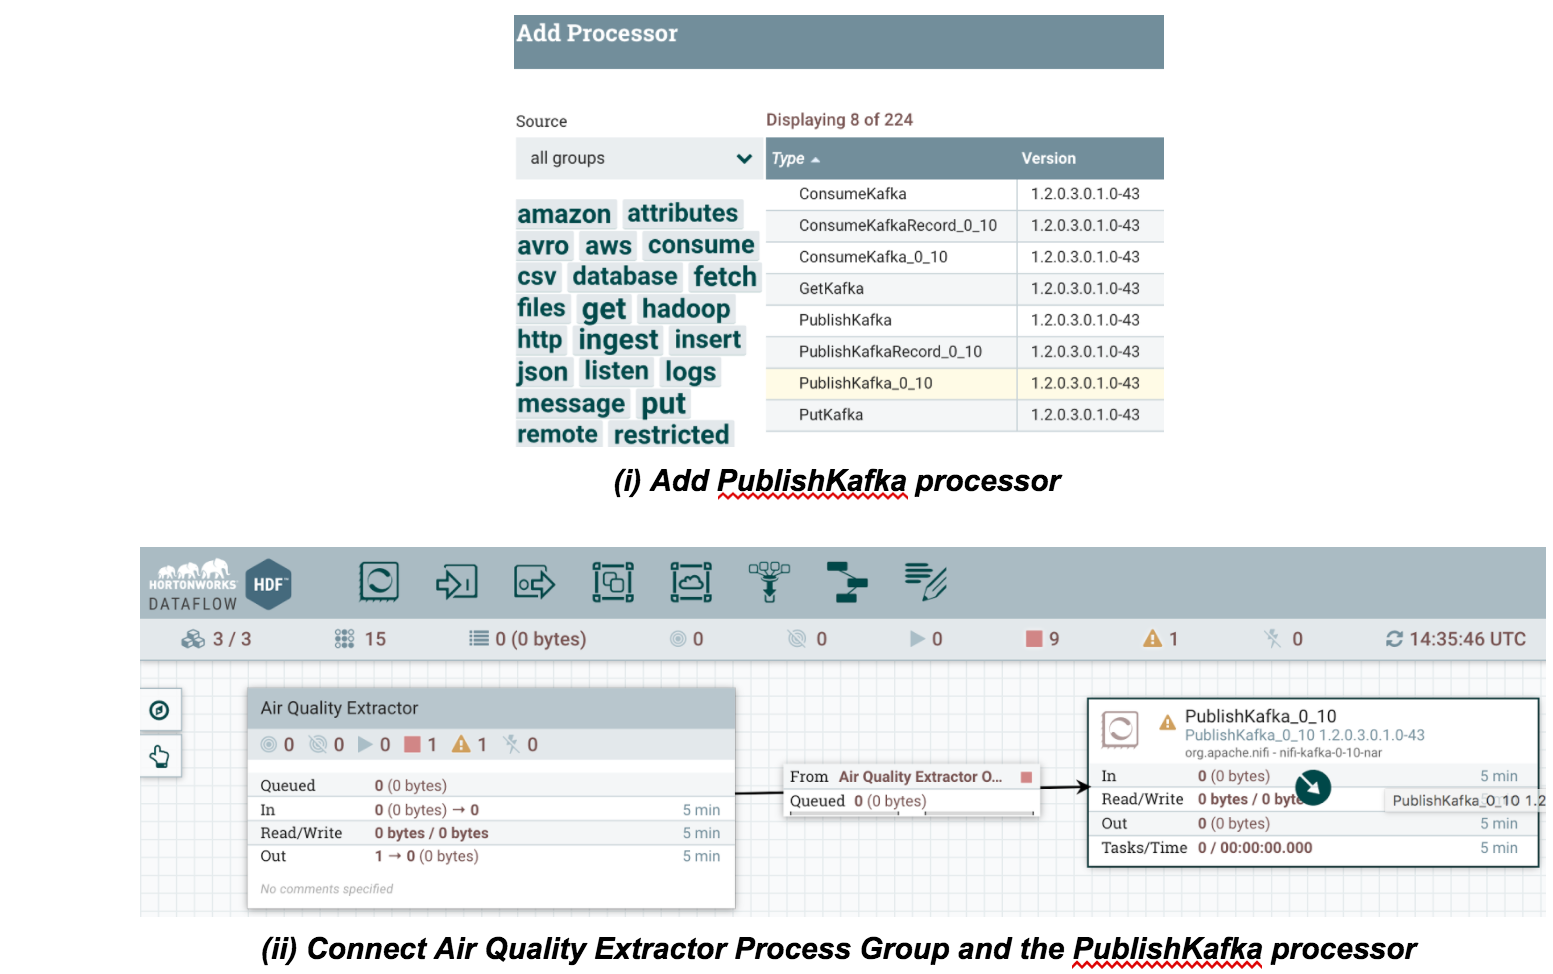 Add Processor
Source
Displaying 8 of 224
all groups
Type Version
amazon attributes
avro aws consume
csv database fetch
files get hadoop
http ingest insert
json listen logs
message put
remote restricted
ConsumeKafka 1.2.0.3.0.1.0-43
ConsumeKafkaRecord_0_10 1.2.0.3.0.1.0-43
ConsumeKafka_0_10 1.2.0.3.0.1.0-43
GetKafka 1.2.0.3.0.1.0-43
PublishKafka 1.2.0.3.0.1.0-43
PublishKafkaRecord_0_10 1.2.0.3.0.1.0-43
PublishKafka_0_10 1.2.0.3.0.1.0-43
PutKafka 1.2.0.3.0.1.0-43
(i) Add PublishKafka processor
HORTONWORKS
DATAFLOW
HDF™
3 / 3 15 0 (0 bytes) 0 0 0 9 1 0 14:35:46 UTC
Air Quality Extractor
0 0 0 1 1 0
Queued 0 (0 bytes)
In 0 (0 bytes) → 0 5 min
Read/Write 0 bytes / 0 bytes 5 min
Out 1 → 0 (0 bytes) 5 min
No comments specified
From Air Quality Extractor O...
Queued 0 (0 bytes)
PublishKafka_0_10
PublishKafka_0_10 1.2.0.3.0.1.0-43
org.apache.nifi - nifi-kafka-0-10-nar
In 0 (0 bytes) 5 min
Read/Write 0 bytes / 0 byte
PublishKafka_0_10 1.2
Out 0 (0 bytes) 5 min
Tasks/Time 0 / 00:00:00.000 5 min
(ii) Connect Air Quality Extractor Process Group and the PublishKafka processor